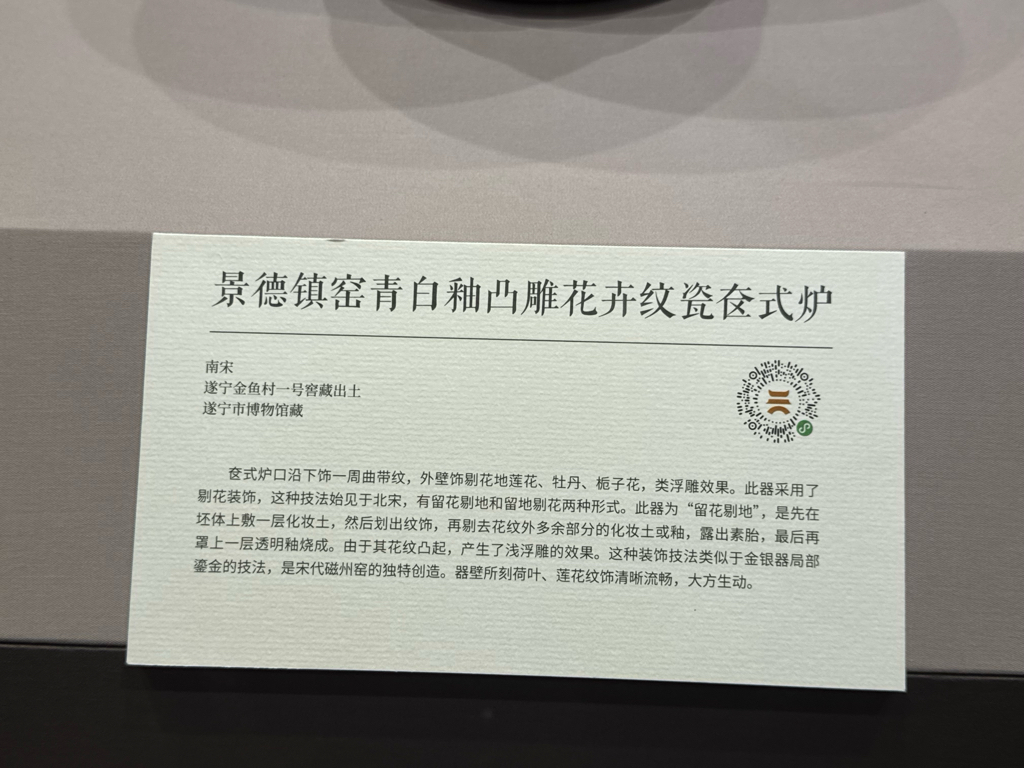 景德镇窑青白釉凸雕花卉纹瓷奁式炉
南宋
遂宁金鱼村一号窖藏出土
遂宁市博物馆藏
奁式炉口沿下饰一周曲带纹，外壁饰剔花地莲花、牡丹、栀子花，类浮雕效果。此器采用了
剔花装饰，这种技法始见于北宋，有留花剔地和留地剔花两种形式。此器为“留花剔地”，是先在
坯体上敷一层化妆土，然后划出纹饰，再剔去花纹外多余部分的化妆土或釉，露出素胎，最后再
罩上一层透明釉烧成。由于其花纹凸起，产生了浅浮雕的效果。这种装饰技法类似于金银器局部
鎏金的技法，是宋代磁州窑的独特创造。器壁所刻荷叶、莲花纹饰清晰流畅，大方生动。